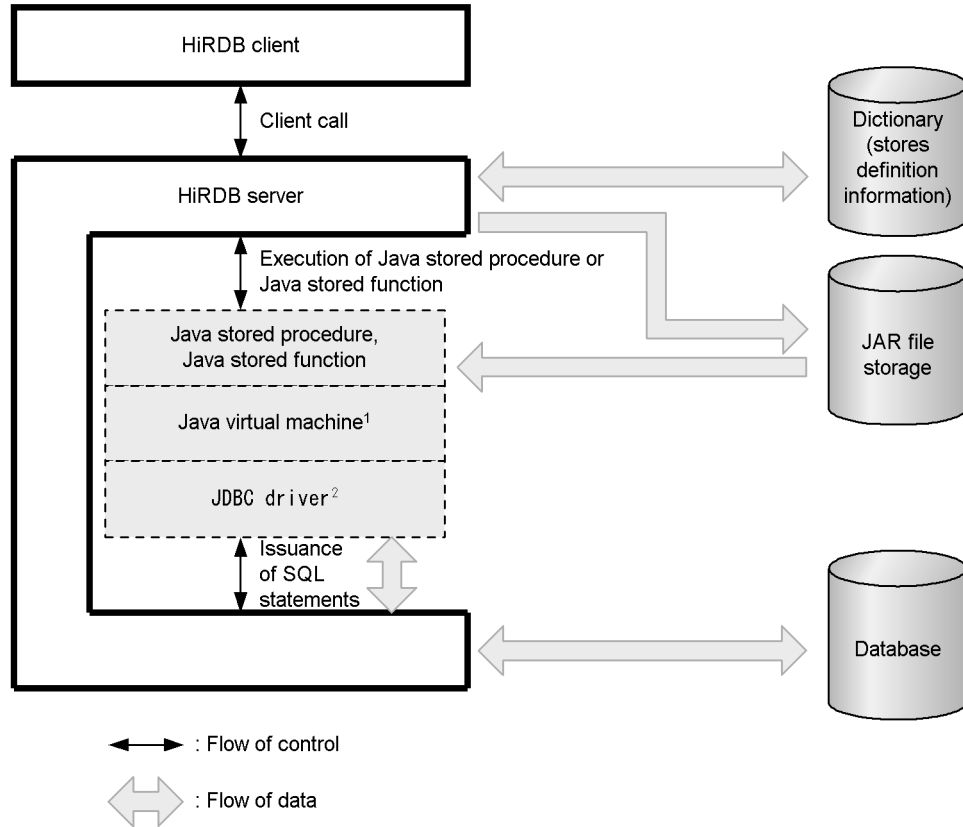 HiRDB client
Client call
HiRDB server
Dictionary
(stores
definition
information)
Execution of Java stored procedure or
Java stored function
Java stored procedure,
Java stored function
JAR file
storage
Java virtual machine¹
JDBC driver²
Issuance
of SQL
statements
Database
: Flow of control
: Flow of data